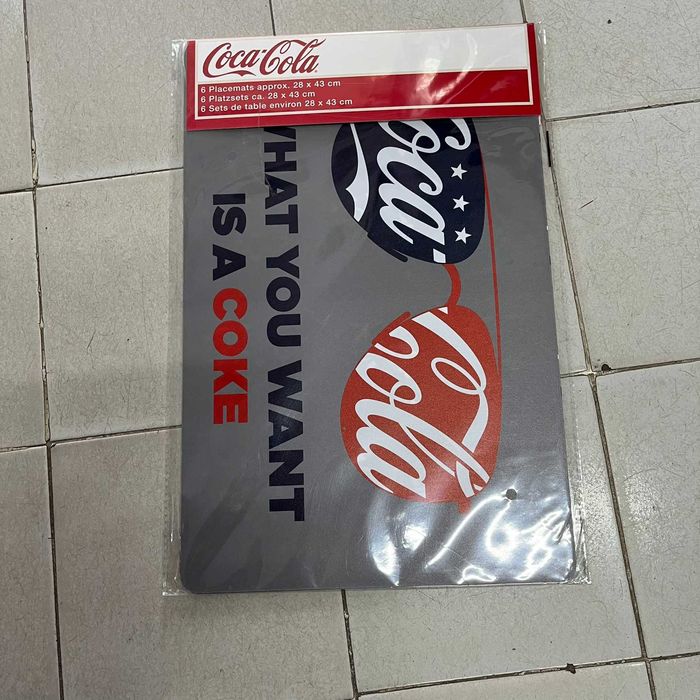 Coca-Cola
6 Placemats approx. 28 x 43 cm
6 Platzsets ca. 28 x 43 cm
6 Sets de table environ 28 x 43 cm
Coca
Cola
WHAT YOU WANT
IS A COKE